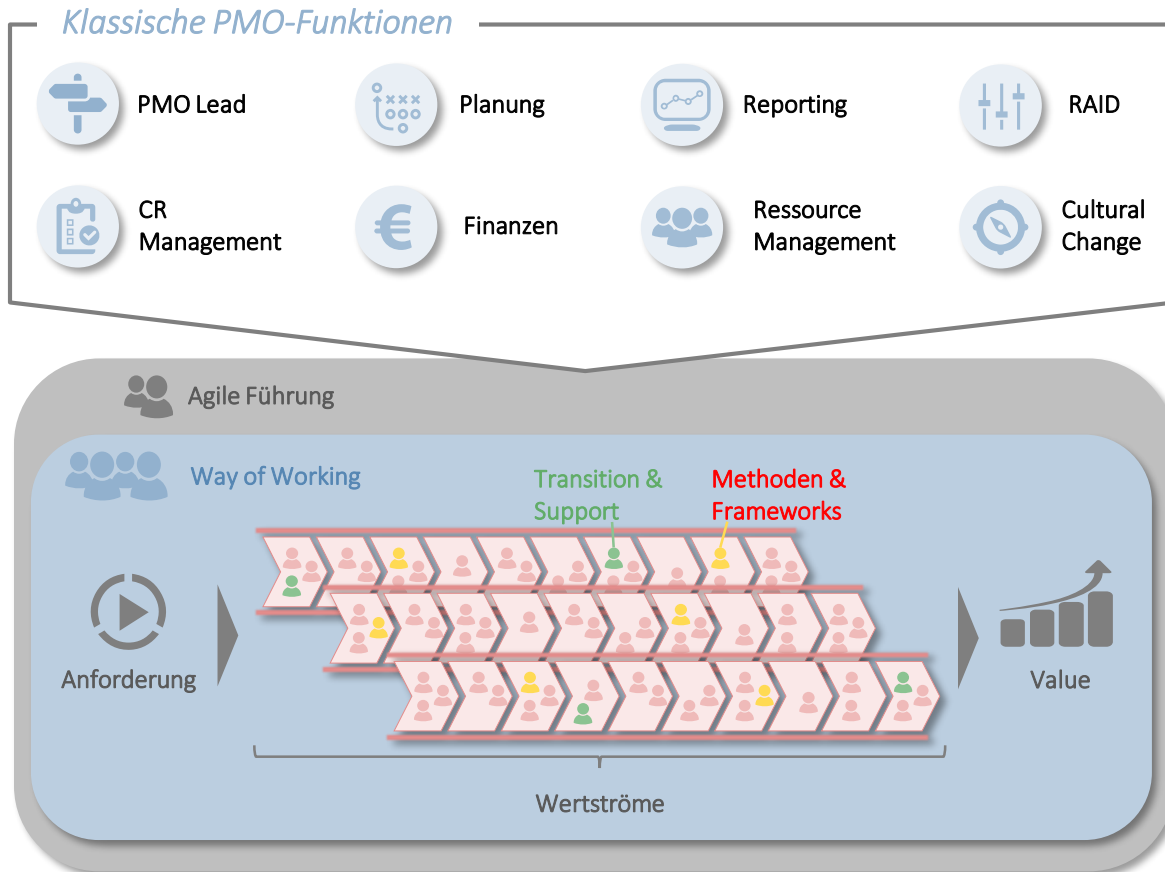 Klassische PMO-Funktionen
PMO Lead
Planung
Reporting
RAID
CR
Management
Finanzen
Ressource
Management
Cultural
Change
Agile Führung
Way of Working
Transition &
Support
Methoden &
Frameworks
Anforderung
Value
Wertströme